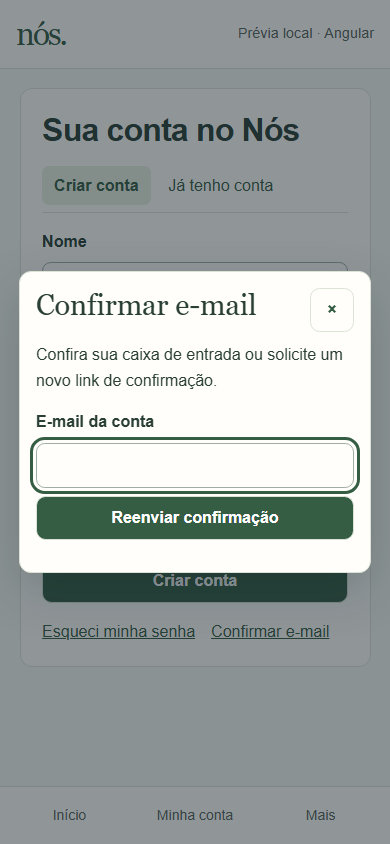 nós.
Prévia local · Angular
Sua conta no Nós
Criar conta
Já tenho conta
Nome
Confirmar e-mail
×
Confira sua caixa de entrada ou solicite um
novo link de confirmação.
E-mail da conta
Reenviar confirmação
Criar conta
Esqueci minha senha
Confirmar e-mail
Início
Minha conta
Mais